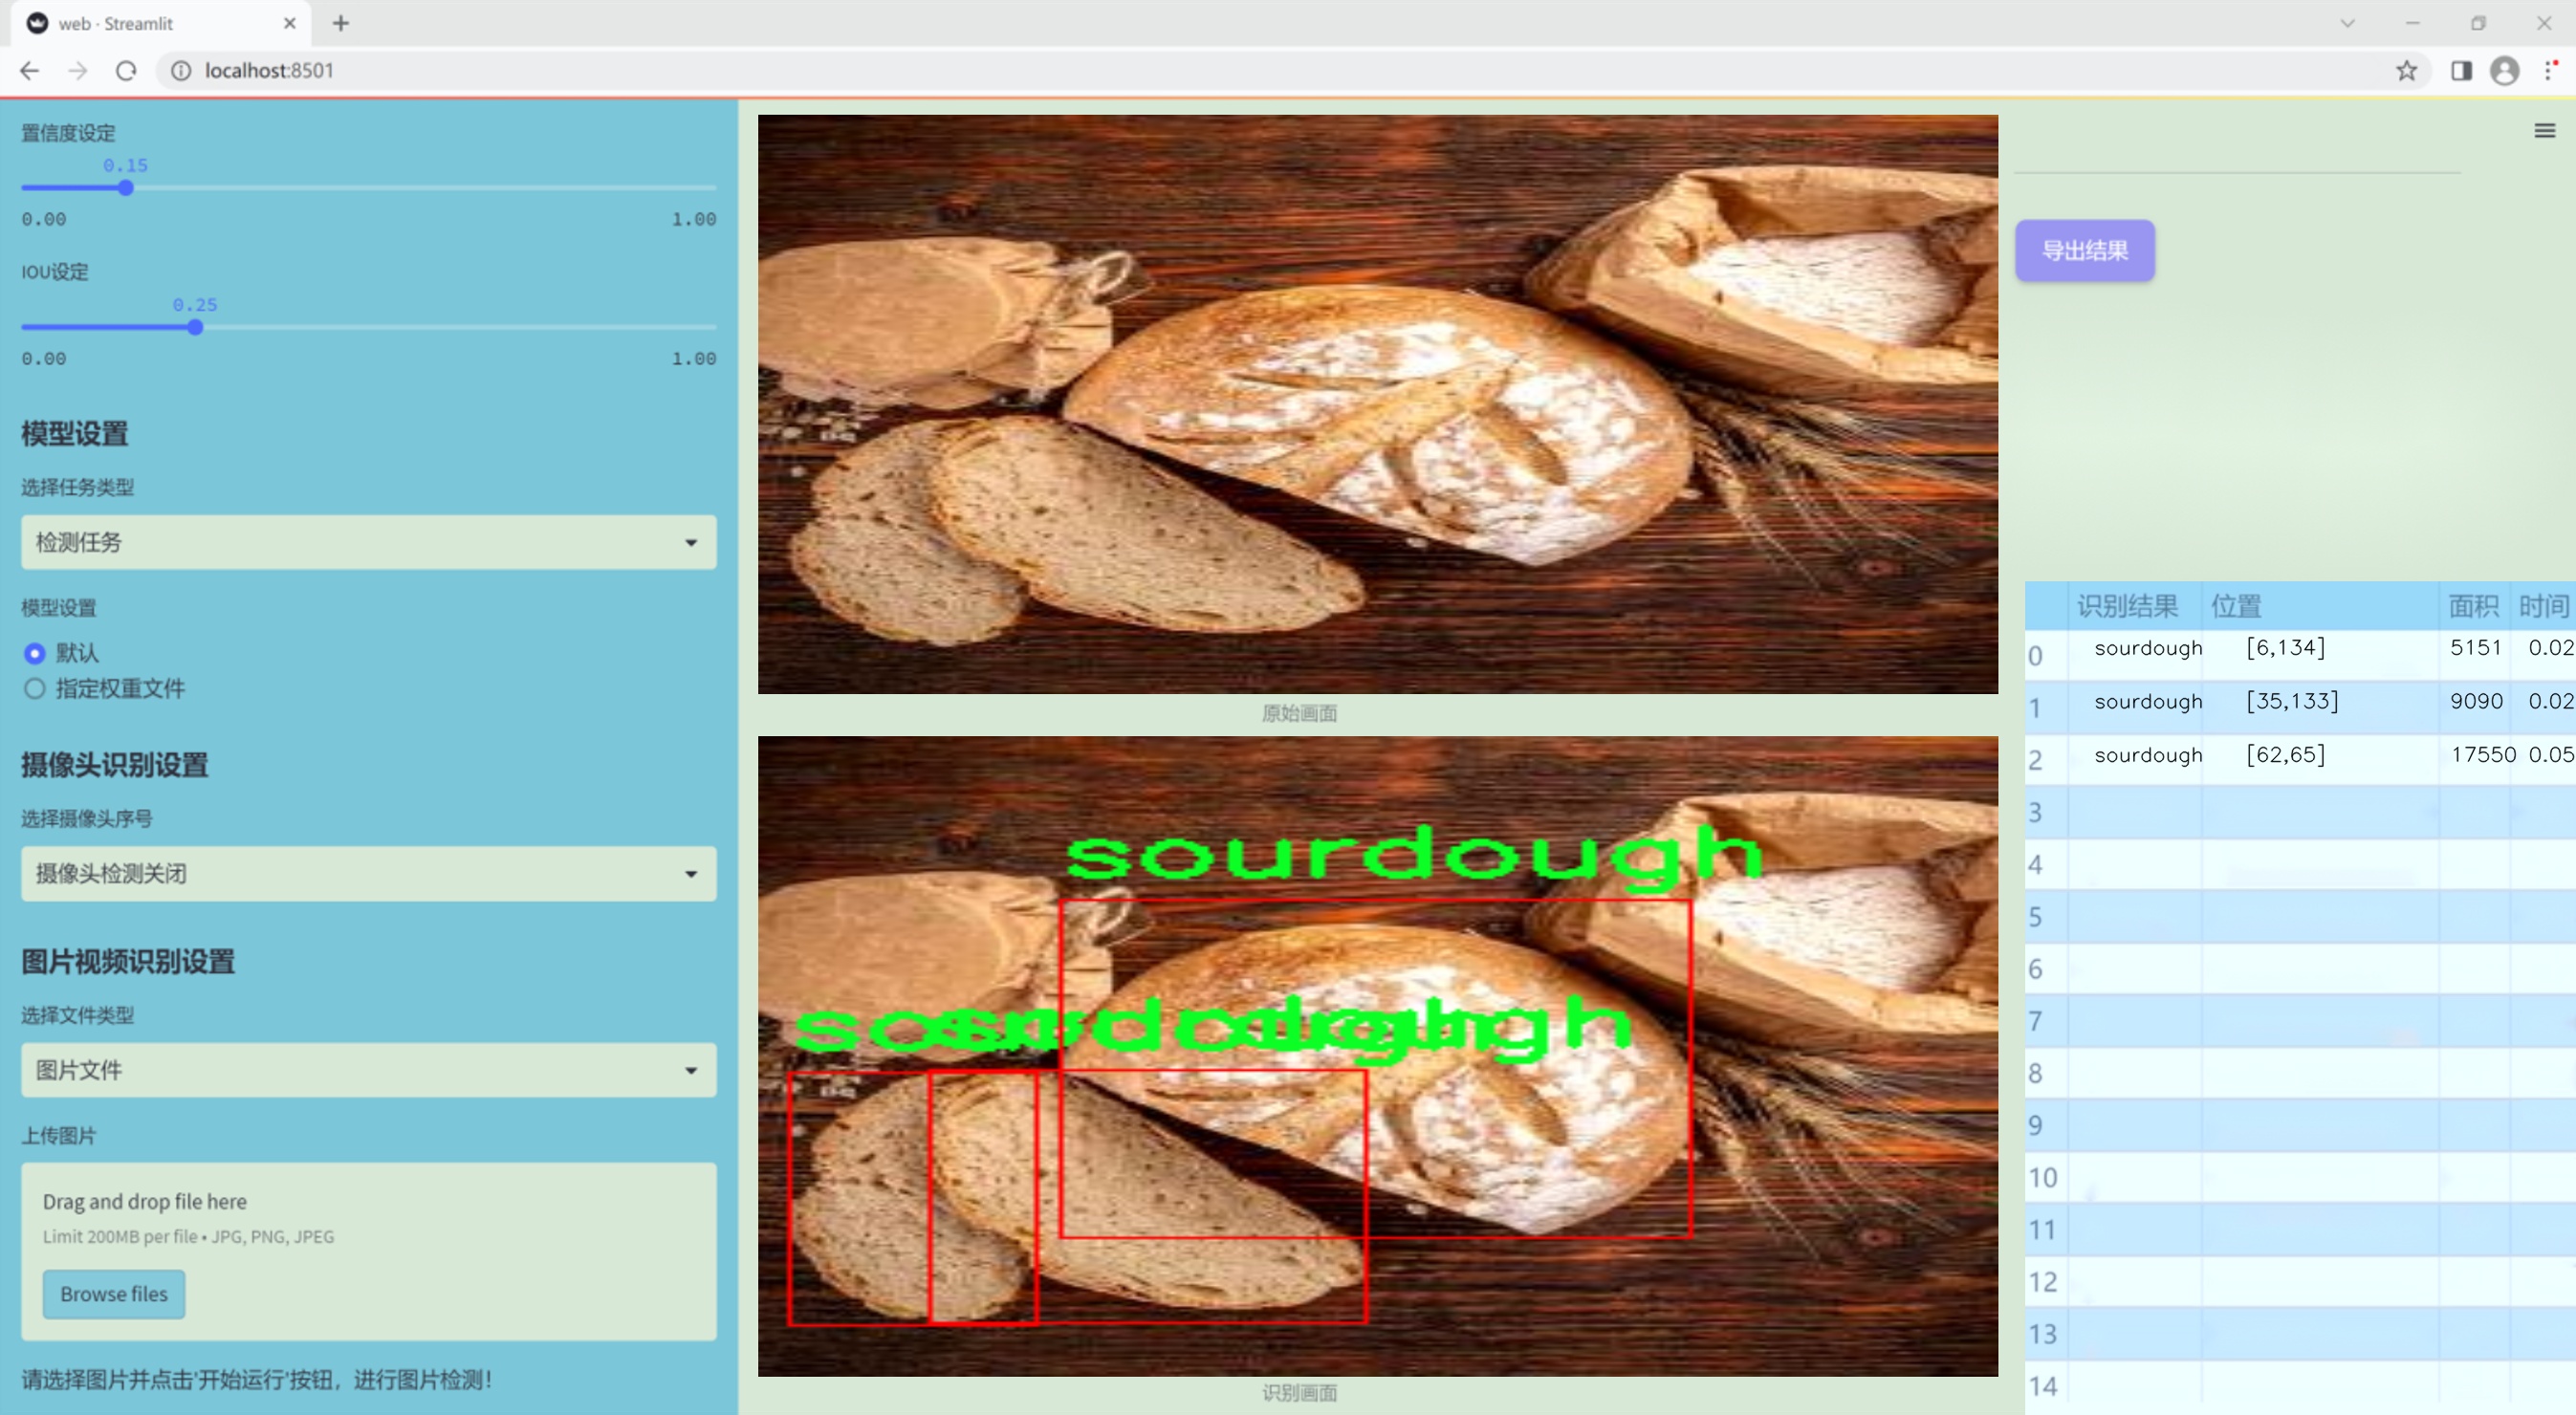 web · Streamlit
localhost:8501
置信度设定
0.15
0.00 1.00
IOU设定
0.25
0.00 1.00
模型设置
选择任务类型
检测任务
模型设置
默认
指定权重文件
摄像头识别设置
选择摄像头序号
摄像头检测关闭
图片视频识别设置
选择文件类型
图片文件
上传图片
Drag and drop file here
Limit 200MB per file • JPG, PNG, JPEG
Browse files
请选择图片并点击'开始运行'按钮，进行图片检测！
原始画面
sourdough
sourdough
sourdough
识别画面
导出结果
识别结果 位置 面积 时间
0 sourdough [6,134] 5151 0.02
1 sourdough [35,133] 9090 0.02
2 sourdough [62,65] 17550 0.05
3
4
5
6
7
8
9
10
11
12
13
14